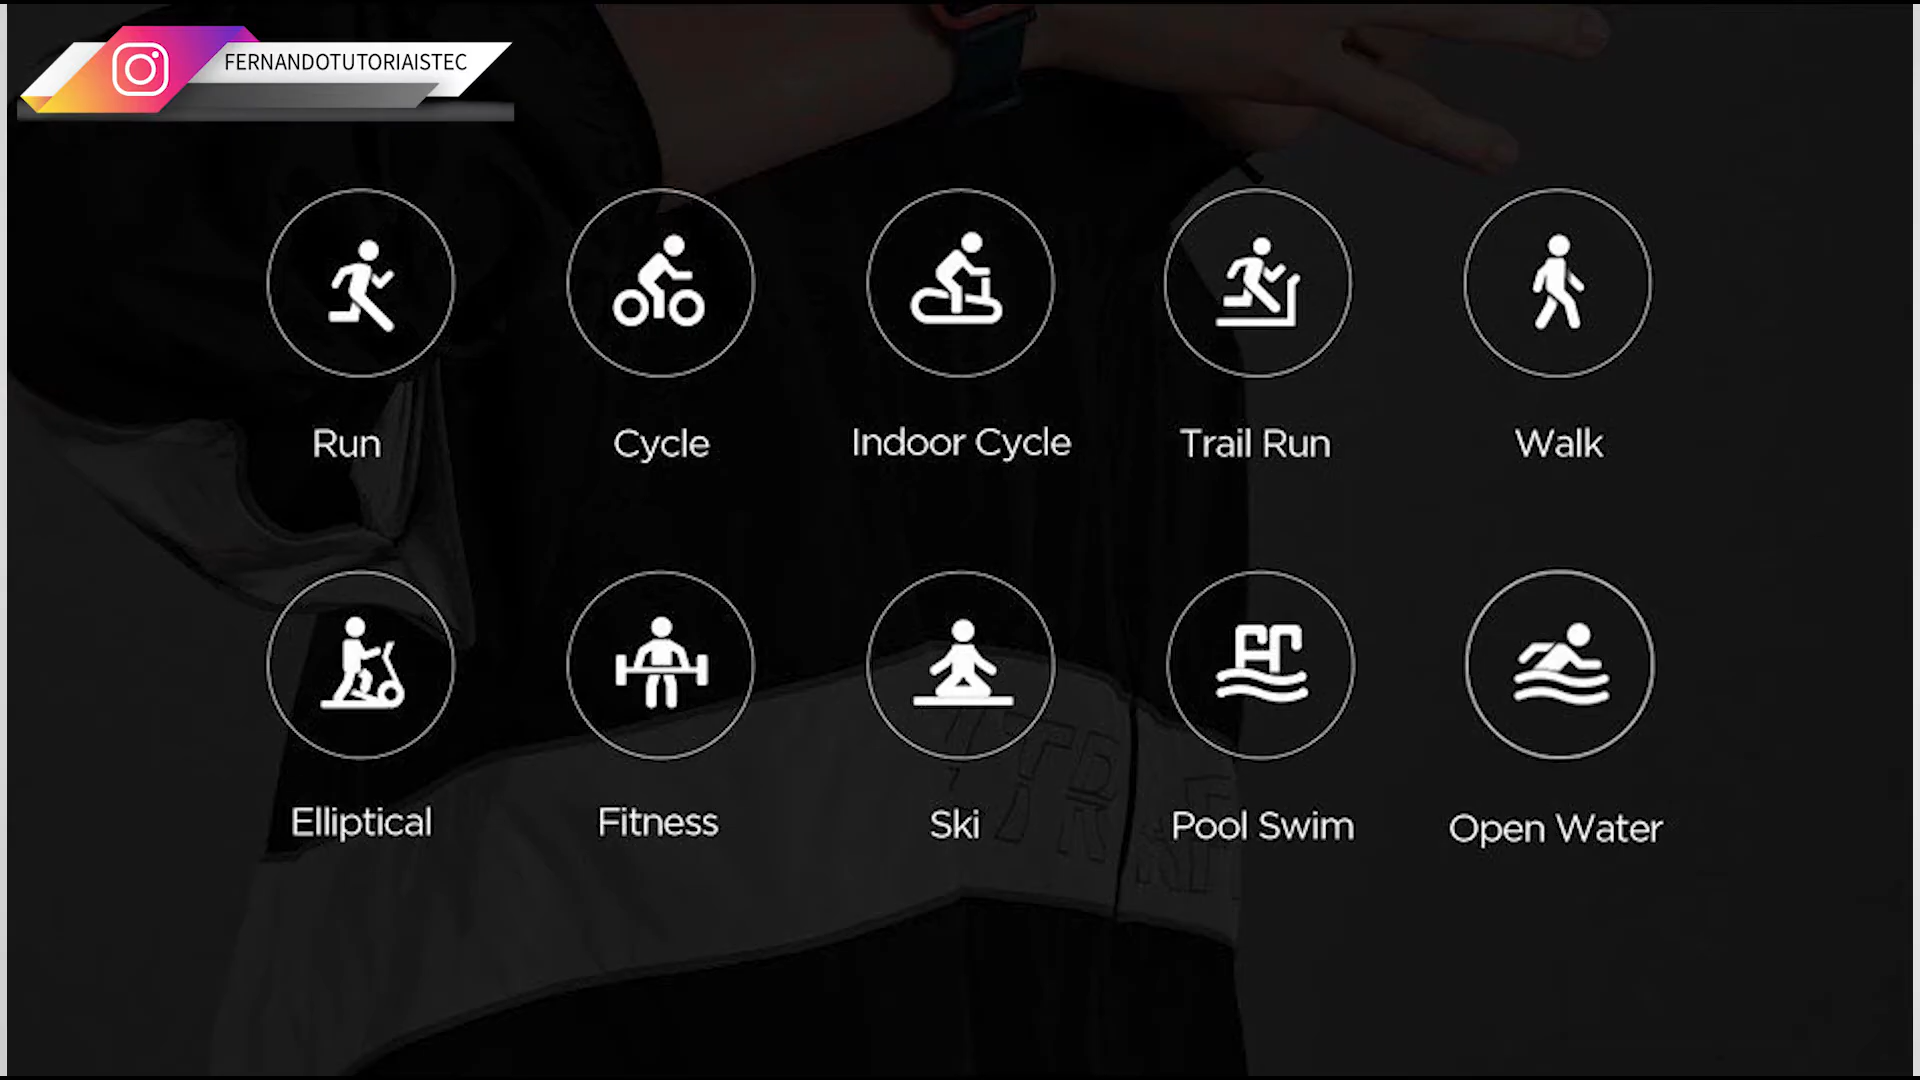 FERNANDOTUTORIAISTEC
Run
Cycle
Indoor Cycle
Trail Run
Walk
Elliptical
Fitness
Ski
Pool Swim
Open Water